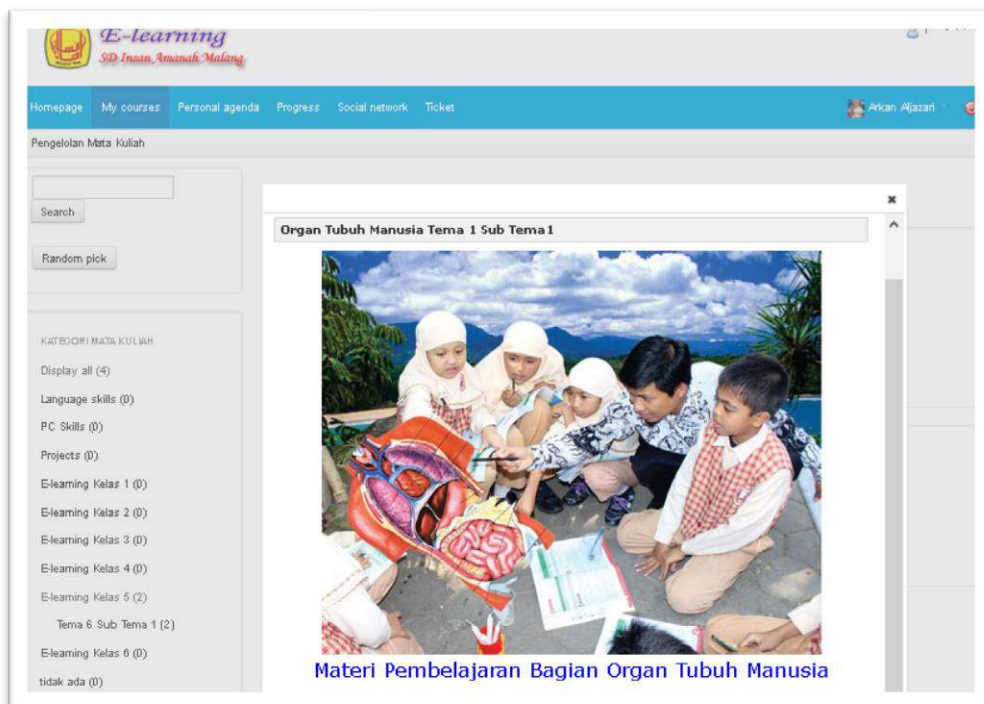 E-learning
SD Insan Amanah Malang
Homepage My courses Personal agenda Progress Social network Ticket Arkan Aljazari
Pengelolan Mata Kuliah
Search
Random pick
Organ Tubuh Manusia Tema 1 Sub Tema1
KATEGORI MATA KULIAH
Display all (4)
Language skills (0)
PC Skills (0)
Projects (0)
E-learning Kelas 1 (0)
E-learning Kelas 2 (0)
E-learning Kelas 3 (0)
E-learning Kelas 4 (0)
E-learning Kelas 5 (2)
Tema 6 Sub Tema 1 (2)
E-learning Kelas 6 (0)
tidak ada (0)
Materi Pembelajaran Bagian Organ Tubuh Manusia